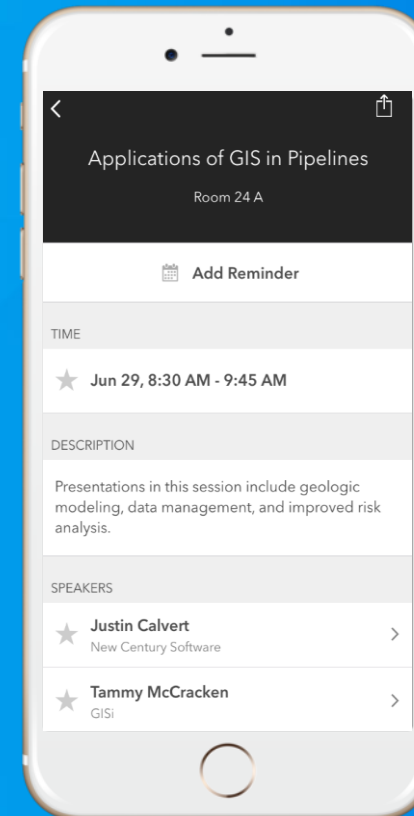 Applications of GIS in Pipelines
Room 24 A
Add Reminder
TIME
Jun 29, 8:30 AM - 9:45 AM
DESCRIPTION
Presentations in this session include geologic
modeling, data management, and improved risk
analysis.
SPEAKERS
Justin Calvert
New Century Software
Tammy McCracken
GISi